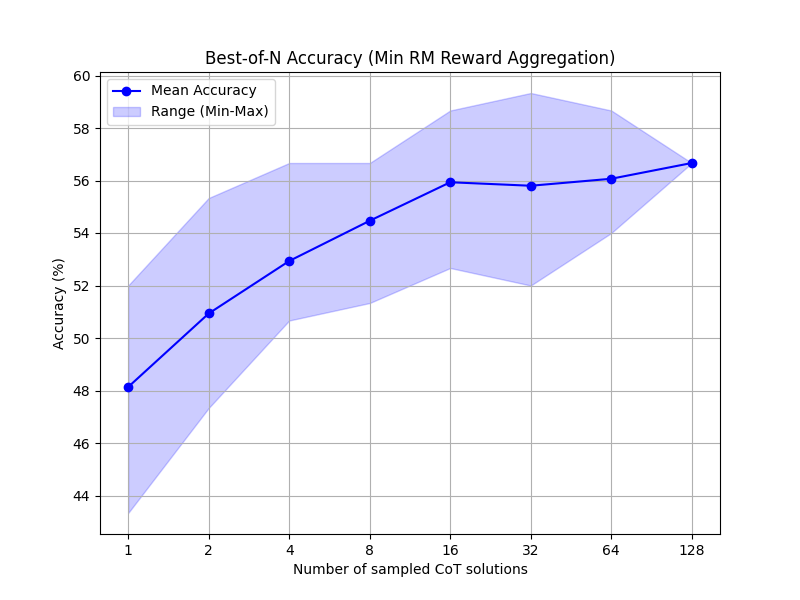 Best-of-N Accuracy (Min RM Reward Aggregation)
Mean Accuracy
Range (Min-Max)
Accuracy (%)
60
58
56
54
52
50
48
46
44
1 2 4 8 16 32 64 128
Number of sampled CoT solutions